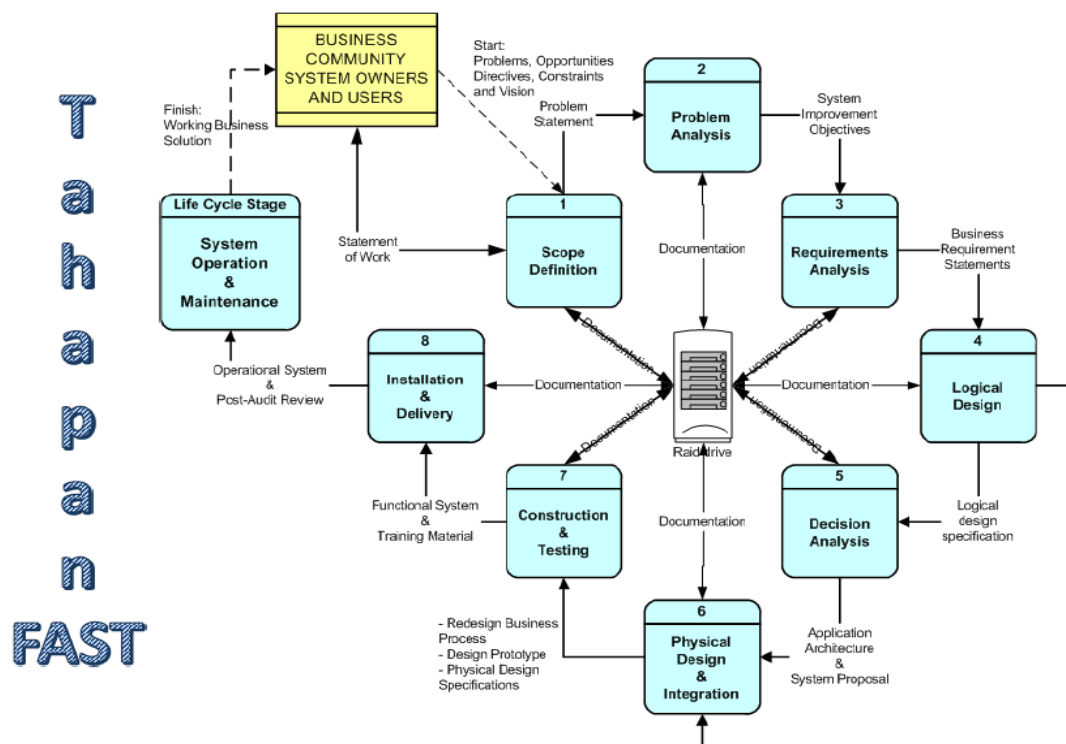 T
a
h
a
p
a
n
FAST
BUSINESS
COMMUNITY
SYSTEM OWNERS
AND USERS
Start:
Problems, Opportunities
Directives, Constraints
and Vision
Finish:
Working Business
Solution
Problem
Statement
2
Problem
Analysis
System
Improvement
Objectives
Life Cycle Stage
System
Operation
&
Maintenance
Statement
of Work
1
Scope
Definition
Documentation
3
Requirements
Analysis
Business
Requirement
Statements
Documentation
Documentation
8
Installation
&
Delivery
Operational System
&
Post-Audit Review
Documentation
Documentation
4
Logical
Design
Documentation
Documentation
Raid drive
7
Construction
&
Testing
Functional System
&
Training Material
Documentation
5
Decision
Analysis
Logical
design
specification
- Redesign Business
Process
- Design Prototype
- Physical Design
Specifications
6
Physical
Design
&
Integration
Application
Architecture
&
System Proposal